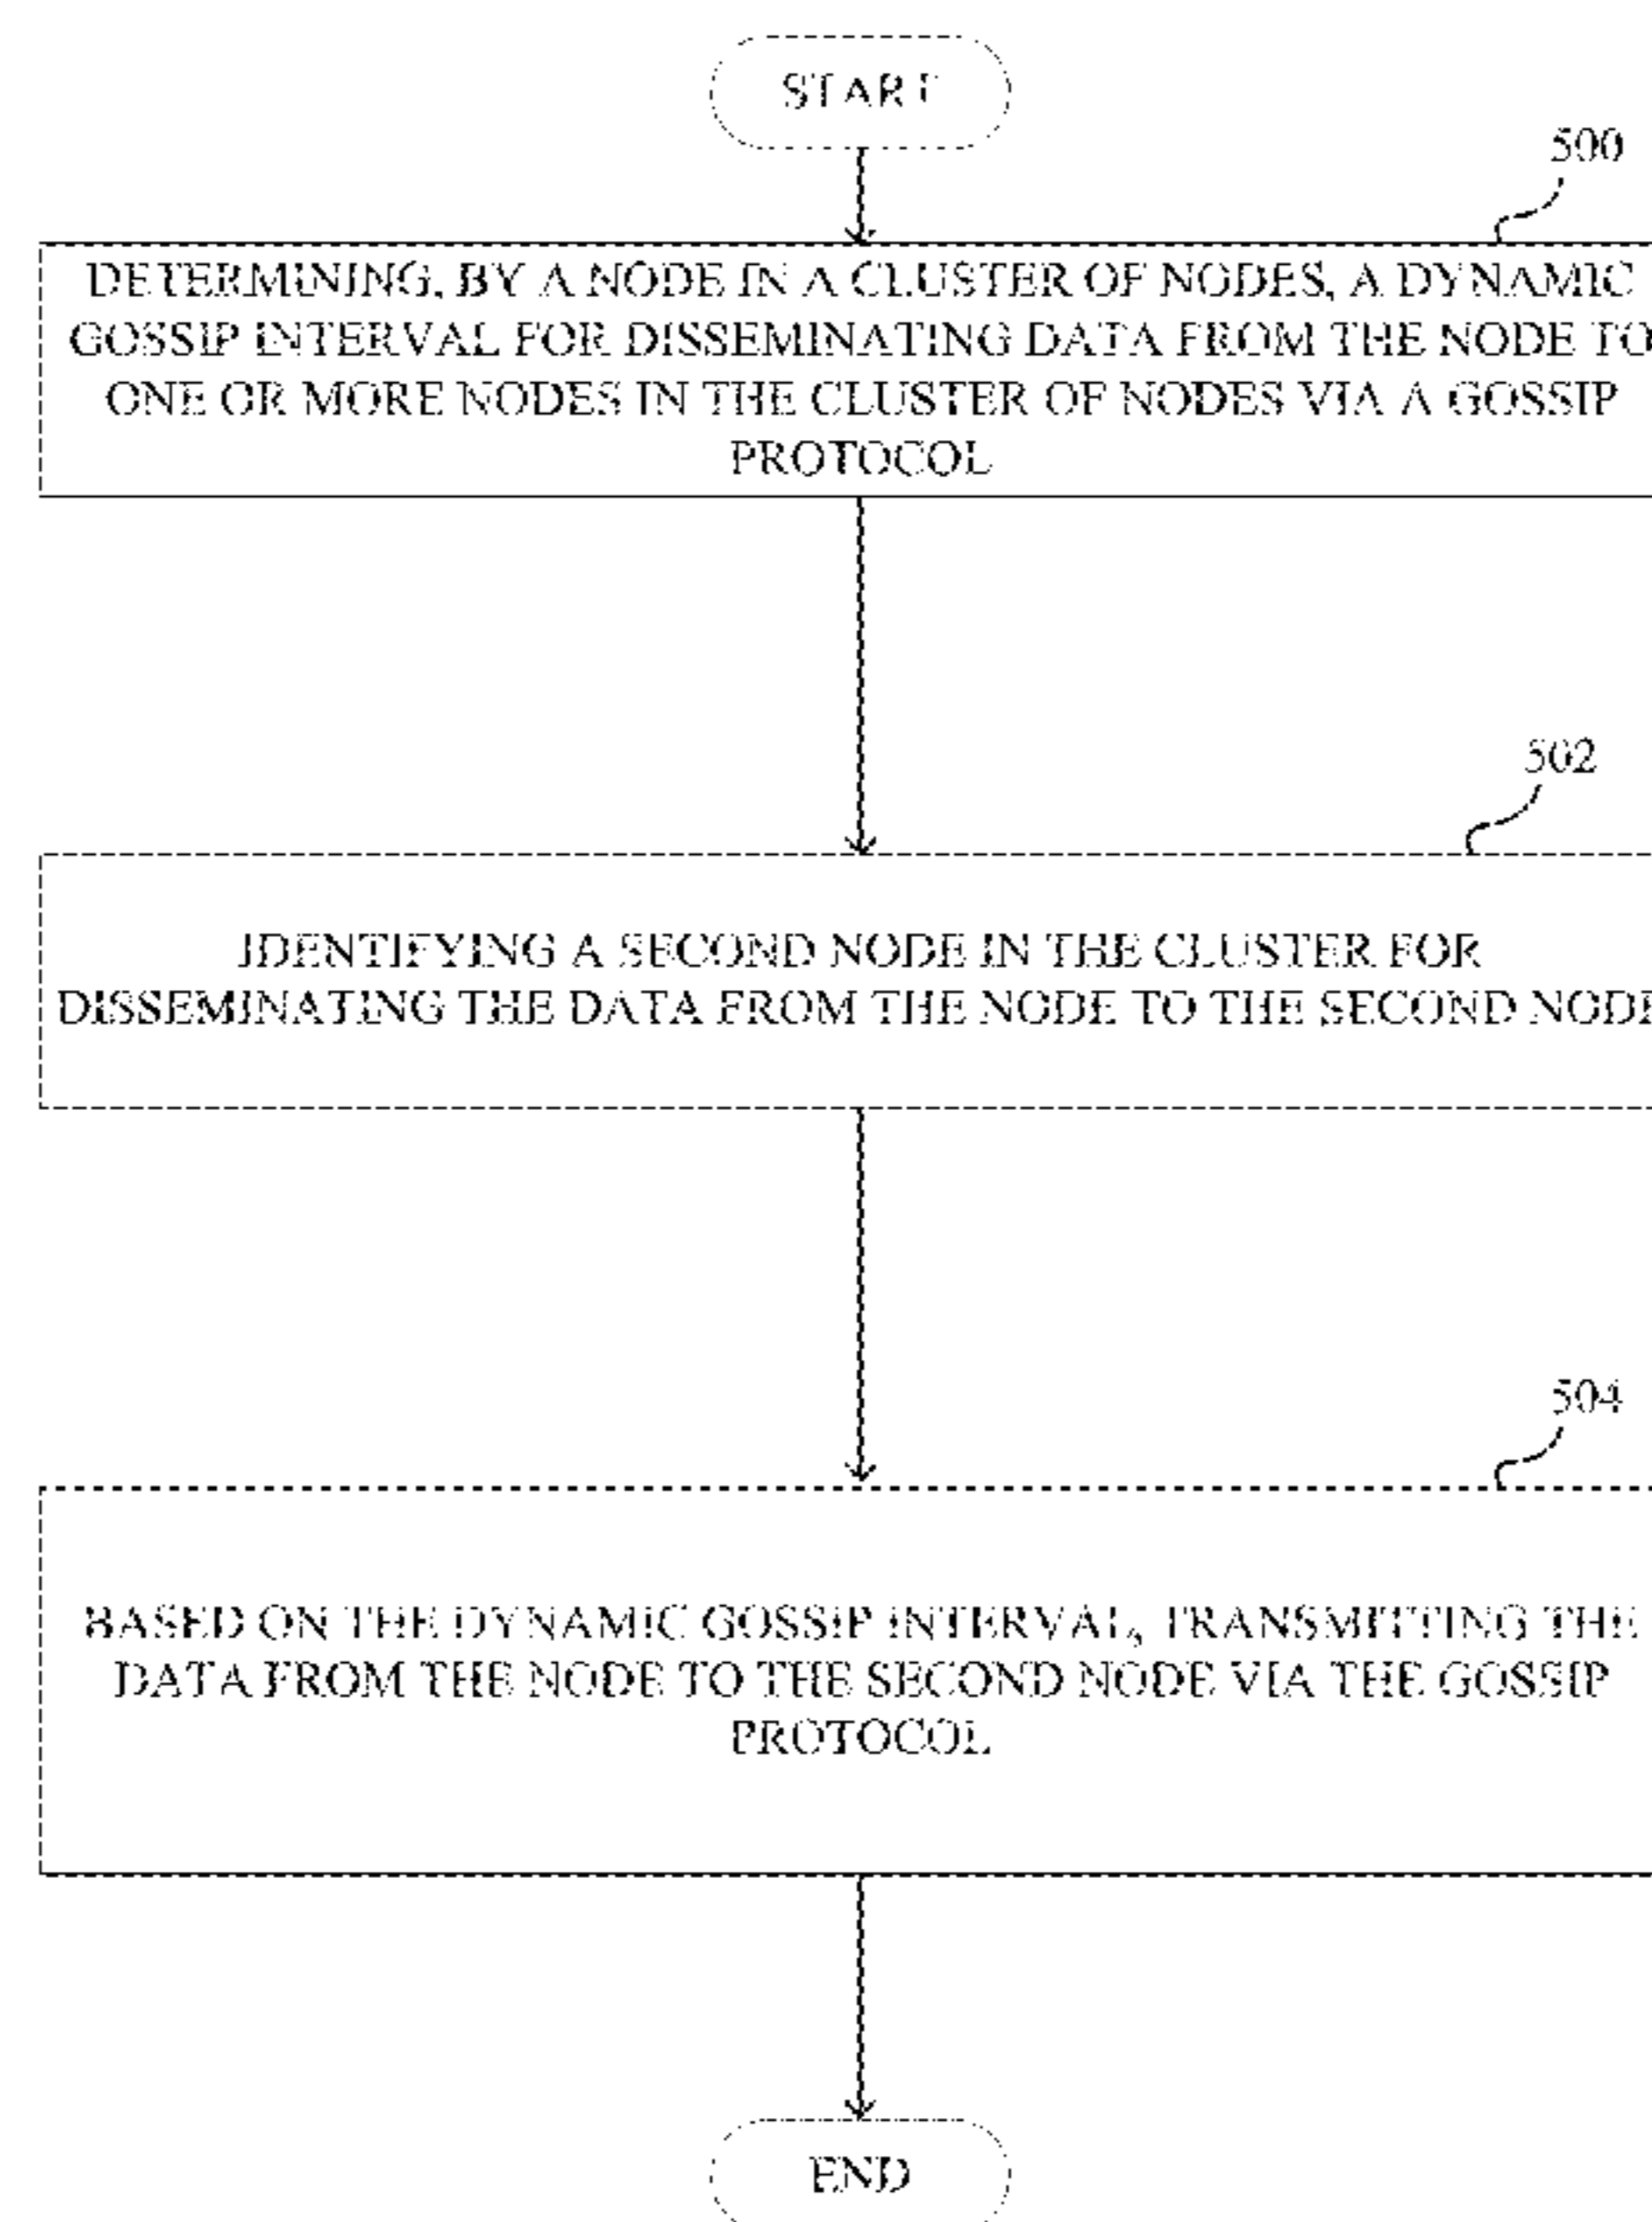 START
500
DETERMINING, BY A NODE IN A CLUSTER OF NODES, A DYNAMIC
GOSSIP INTERVAL FOR DISSEMINATING DATA FROM THE NODE TO
ONE OR MORE NODES IN THE CLUSTER OF NODES VIA A GOSSIP
PROTOCOL
502
IDENTIFYING A SECOND NODE IN THE CLUSTER FOR
DISSEMINATING THE DATA FROM THE NODE TO THE SECOND NODE
504
BASED ON THE DYNAMIC GOSSIP INTERVAL, TRANSMITTING THE
DATA FROM THE NODE TO THE SECOND NODE VIA THE GOSSIP
PROTOCOL
END